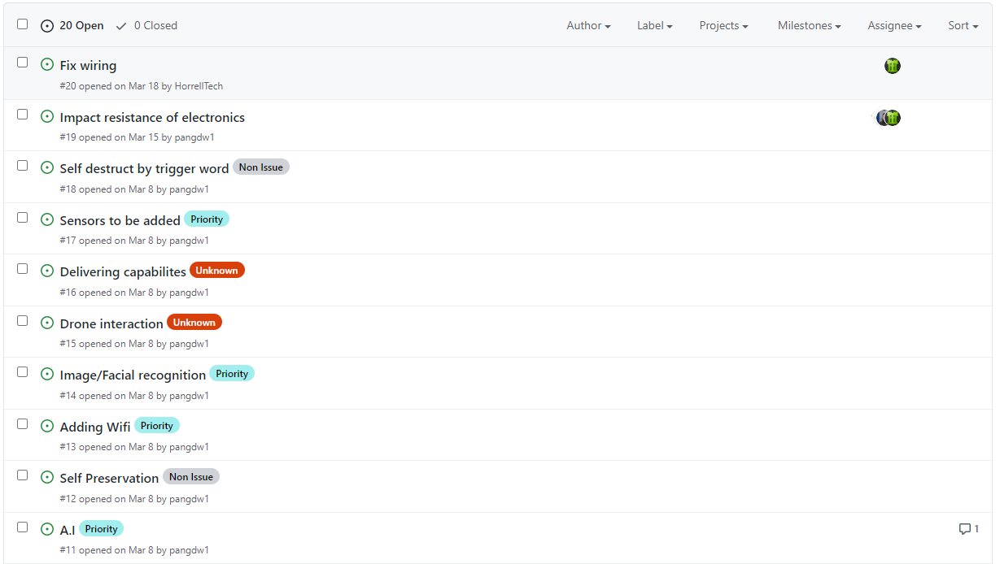 20 Open 0 Closed Author Label Projects Milestones Assignee Sort
Fix wiring
#20 opened on Mar 18 by HorrellTech
Impact resistance of electronics
#19 opened on Mar 15 by pangdw1
Self destruct by trigger word Non Issue
#18 opened on Mar 8 by pangdw1
Sensors to be added Priority
#17 opened on Mar 8 by pangdw1
Delivering capabilites Unknown
#16 opened on Mar 8 by pangdw1
Drone interaction Unknown
#15 opened on Mar 8 by pangdw1
Image/Facial recognition Priority
#14 opened on Mar 8 by pangdw1
Adding Wifi Priority
#13 opened on Mar 8 by pangdw1
Self Preservation Non Issue
#12 opened on Mar 8 by pangdw1
A.I Priority 1
#11 opened on Mar 8 by pangdw1